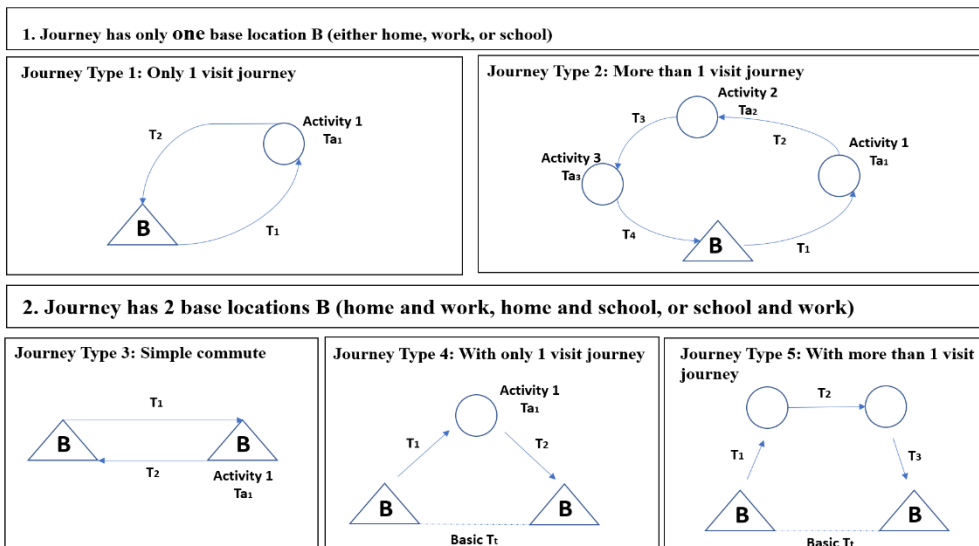 1. Journey has only one base location B (either home, work, or school)
Journey Type 1: Only 1 visit journey
T2
Activity 1
Ta1
B
T1
Journey Type 2: More than 1 visit journey
Activity 2
Ta2
T3
T2
Activity 1
Ta1
Activity 3
Ta3
T4
B
T1
2. Journey has 2 base locations B (home and work, home and school, or school and work)
Journey Type 3: Simple commute
T1
B
B
T2
Activity 1
Ta1
Journey Type 4: With only 1 visit journey
Activity 1
Ta1
T1
T2
B
B
Basic Tt
Journey Type 5: With more than 1 visit
journey
T2
T1
T3
B
B
Basic Tt